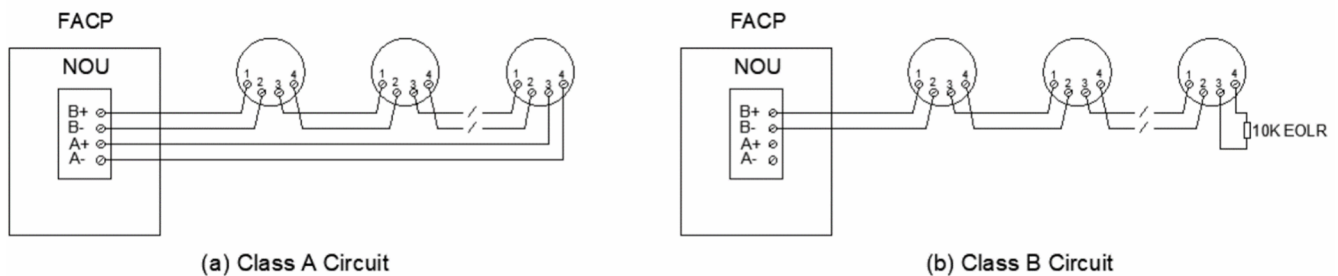 FACP
NOU
B+
B-
A+
A-
1 2 3 4
1 2 3 4
1 2 3 4
(a) Class A Circuit
FACP
NOU
B+
B-
A+
A-
1 2 3 4
1 2 3 4
1 2 3 4
10K EOLR
(b) Class B Circuit